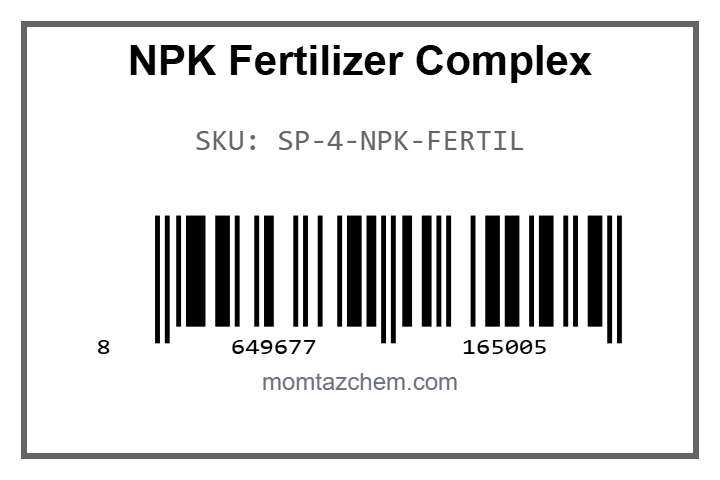 NPK Fertilizer Complex
SKU: SP-4-NPK-FERTIL
8 649677 165005
momtazchem.com